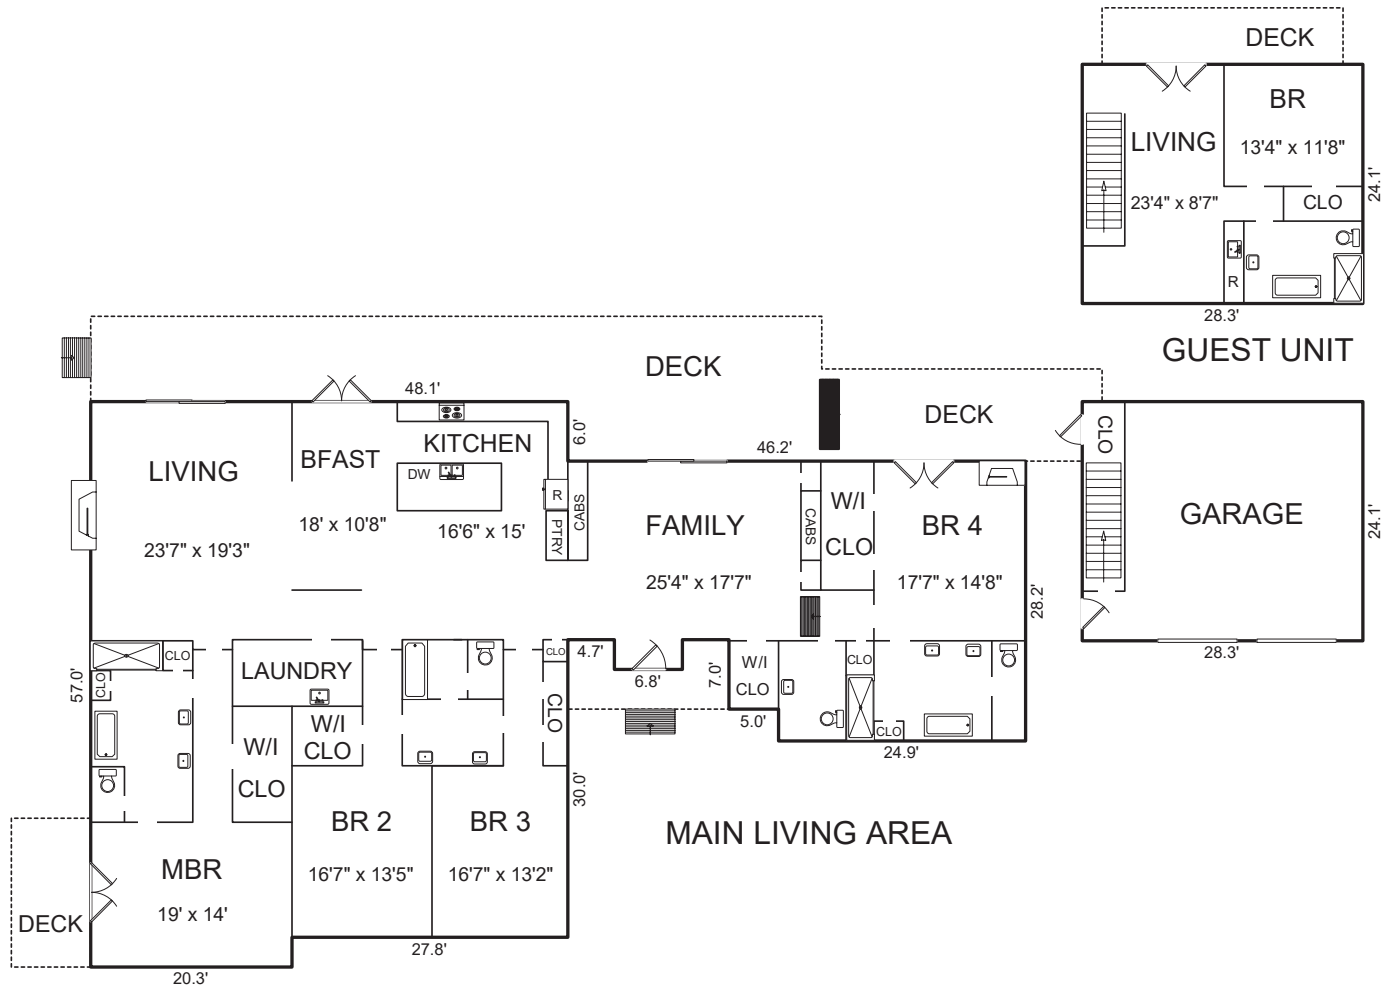 DECK
BR
13'4" x 11'8"
LIVING
23'4" x 8'7"
CLO
24.1'
R
28.3'
GUEST UNIT
DECK
DECK
48.1'
6.0'
46.2'
LIVING
23'7" x 19'3"
BFAST
18' x 10'8"
KITCHEN
DW
16'6" x 15'
R
PTRY
CABS
FAMILY
25'4" x 17'7"
CABS
W/I
CLO
BR 4
17'7" x 14'8"
28.2'
CLO
GARAGE
24.1'
28.3'
57.0'
CLO
CLO
LAUNDRY
W/I
CLO
W/I
CLO
CLO
CLO
4.7'
6.8'
7.0'
W/I
CLO
5.0'
CLO
CLO
24.9'
30.0'
MBR
19' x 14'
BR 2
16'7" x 13'5"
BR 3
16'7" x 13'2"
MAIN LIVING AREA
DECK
27.8'
20.3'